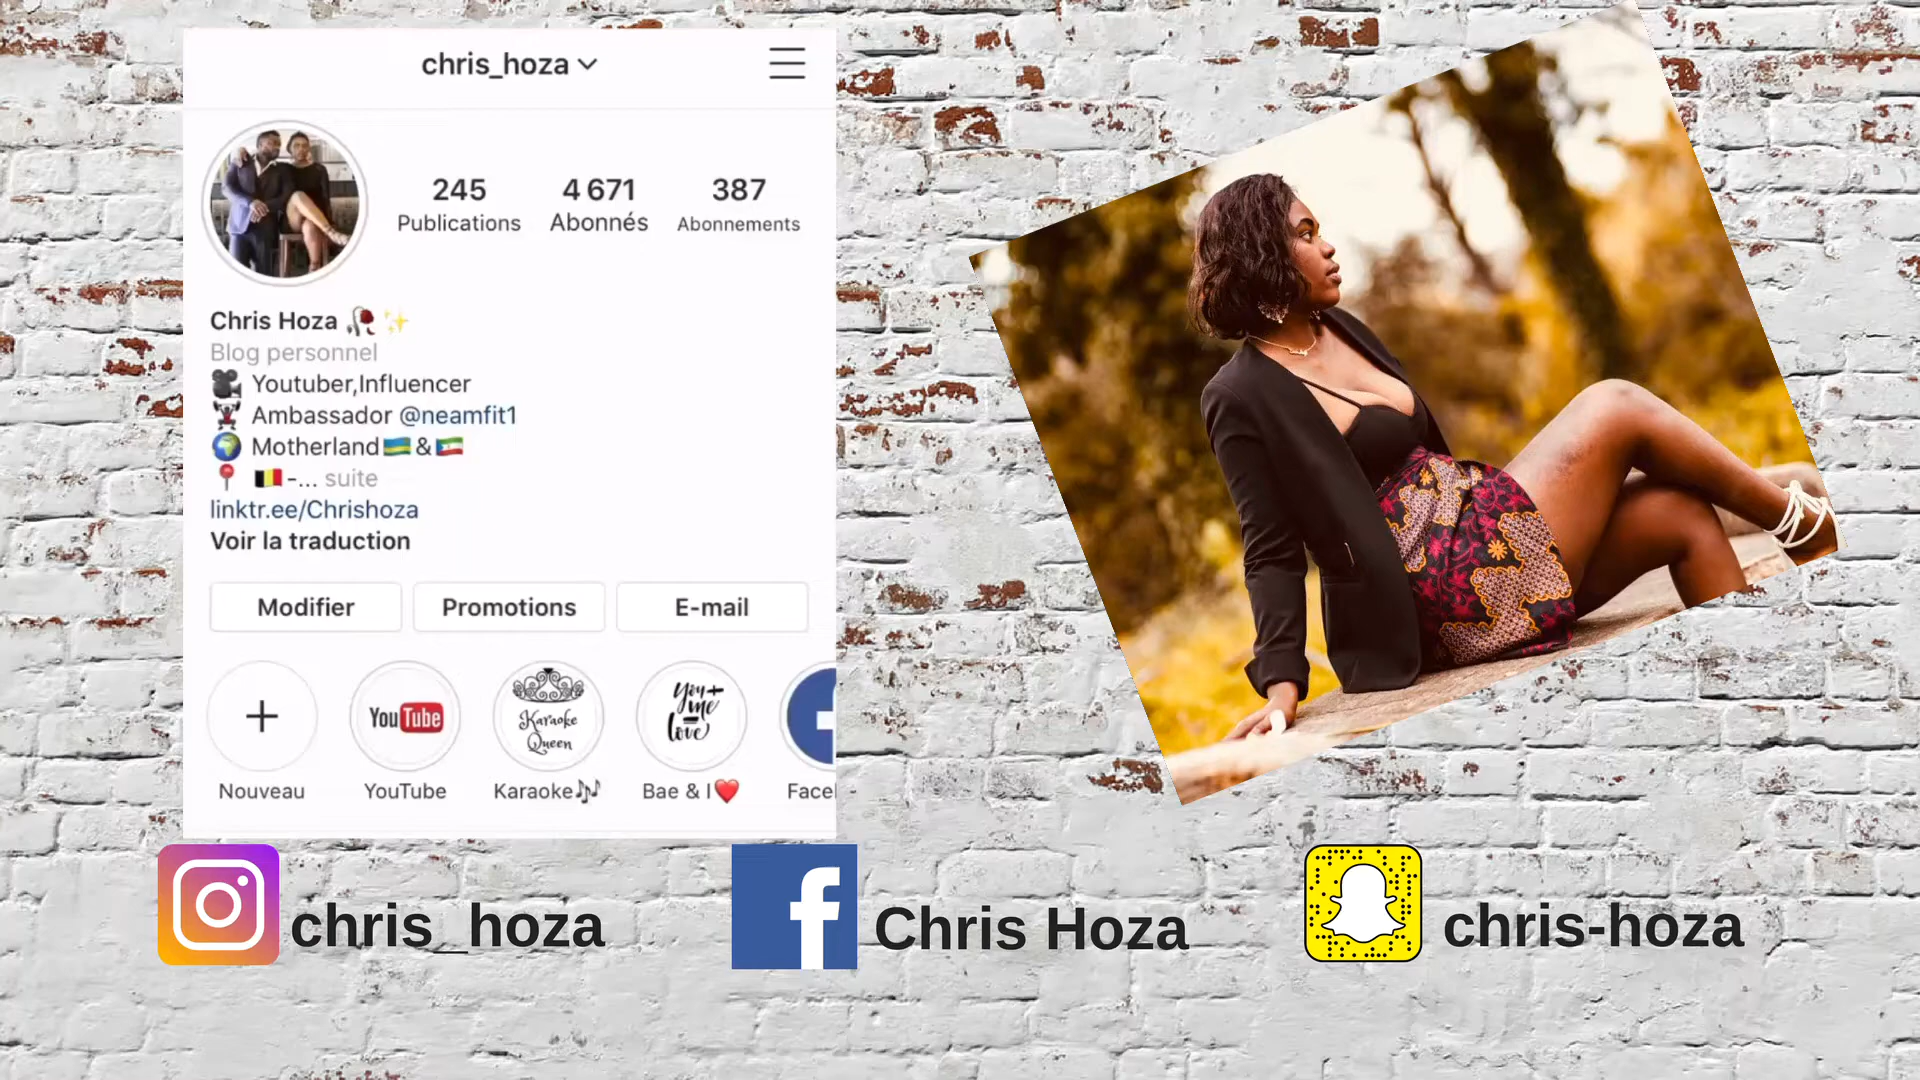 chris_hoza
245 4 671 387
Publications Abonnés Abonnements
Chris Hoza 🥀✨
Blog personnel
🎥 Youtuber,Influencer
🏋🏿 Ambassador @neamfit1
🌍 Motherland🇷🇼&🇬🇶
📍 🇧🇪-... suite
linktr.ee/Chrishoza
Voir la traduction
Modifier Promotions E-mail
YouTube
Karaoke
Queen
You+
me
=
love
Nouveau YouTube Karaoke🎶 Bae & I❤️ Face
chris_hoza Chris Hoza chris-hoza